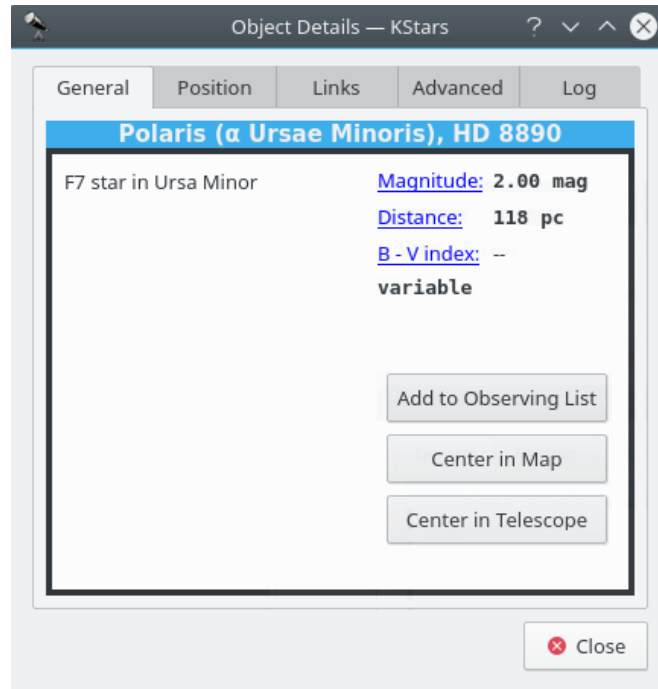 Object Details — KStars
General Position Links Advanced Log
Polaris (α Ursae Minoris), HD 8890
F7 star in Ursa Minor
Magnitude: 2.00 mag
Distance: 118 pc
B - V index: --
variable
Add to Observing List
Center in Map
Center in Telescope
Close